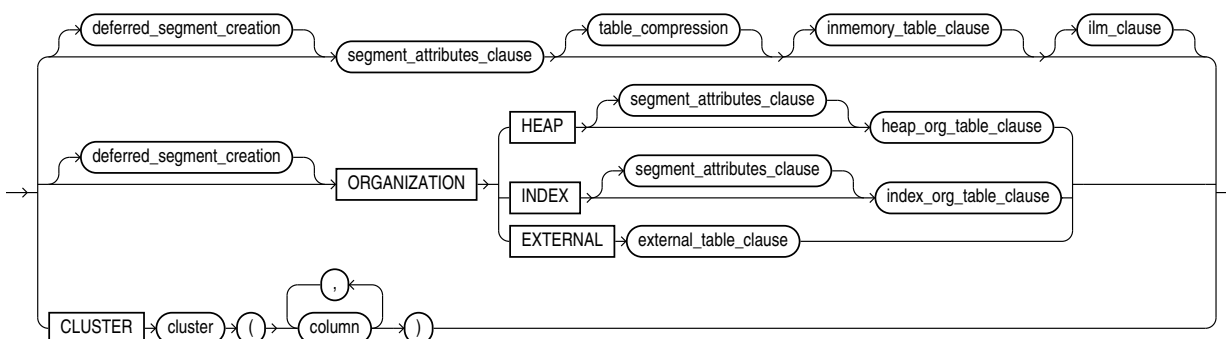 deferred_segment_creation table_compression inmemory_table_clause ilm_clause
segment_attributes_clause
segment_attributes_clause
HEAP heap_org_table_clause
deferred_segment_creation segment_attributes_clause
ORGANIZATION INDEX index_org_table_clause
EXTERNAL external_table_clause
,
CLUSTER cluster ( column )